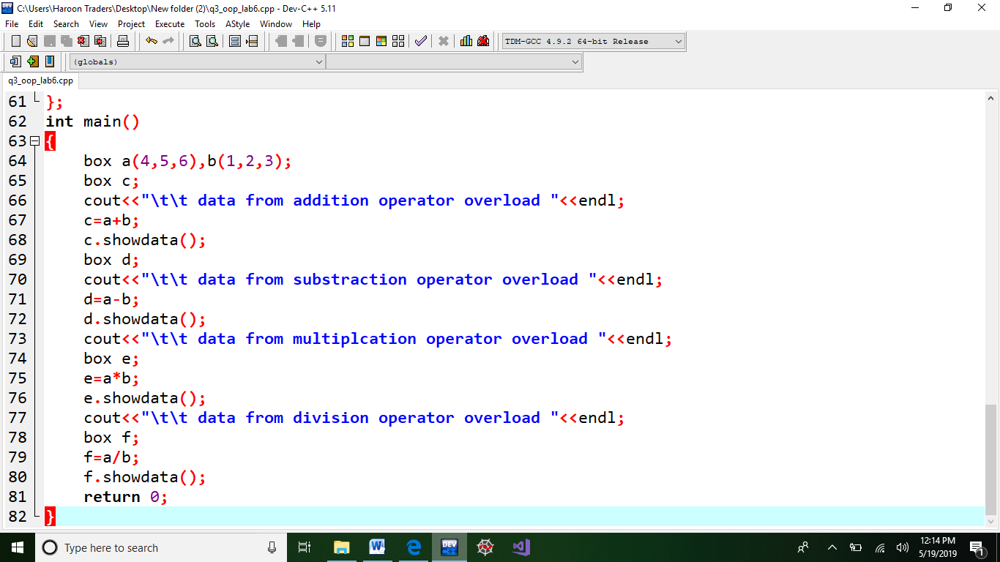 C:\Users\Haroon Traders\Desktop\New folder (2)\q3_oop_lab6.cpp - Dev-C++ 5.11
File Edit Search View Project Execute Tools AStyle Window Help
TDM-GCC 4.9.2 64-bit Release
(globals)
q3_oop_lab6.cpp
61 };
62 int main()
63 {
64 box a(4,5,6),b(1,2,3);
65 box c;
66 cout<<"\t\t data from addition operator overload "<<endl;
67 c=a+b;
68 c.showdata();
69 box d;
70 cout<<"\t\t data from substraction operator overload "<<endl;
71 d=a-b;
72 d.showdata();
73 cout<<"\t\t data from multiplcation operator overload "<<endl;
74 box e;
75 e=a*b;
76 e.showdata();
77 cout<<"\t\t data from division operator overload "<<endl;
78 box f;
79 f=a/b;
80 f.showdata();
81 return 0;
82 }
Type here to search
W
DEV
12:14 PM
5/19/2019
1